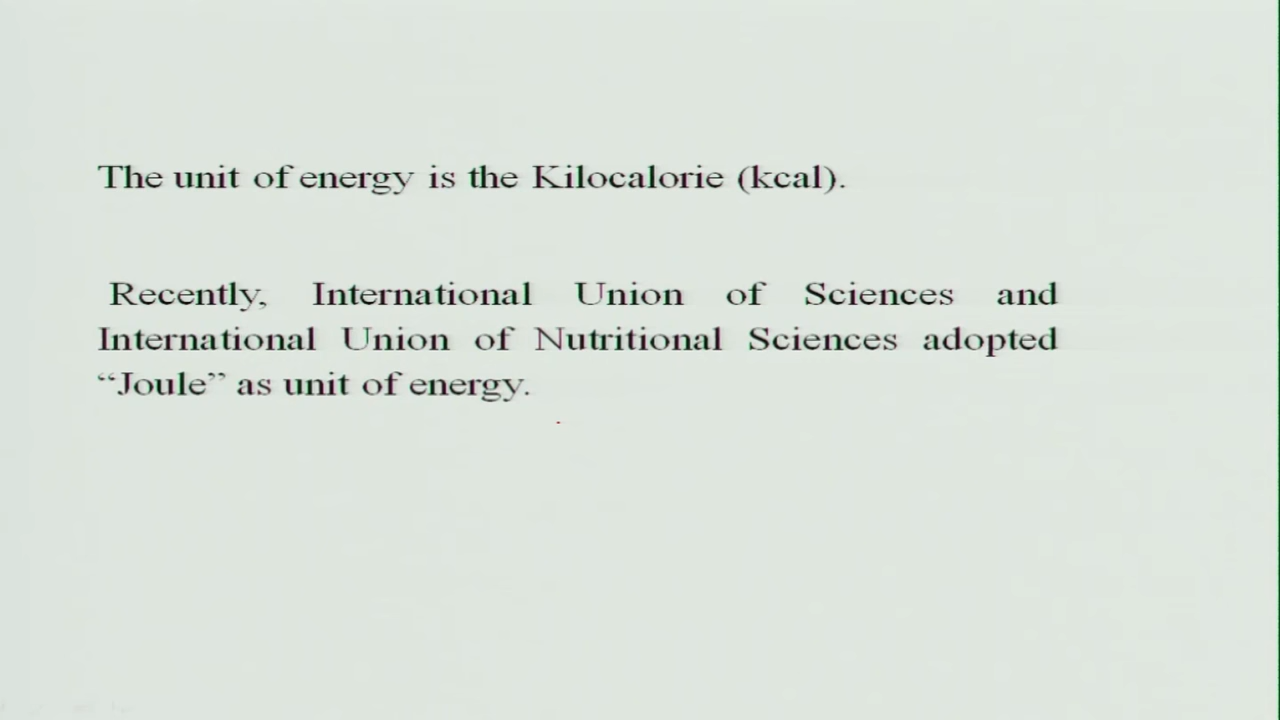 The unit of energy is the Kilocalorie (kcal).
Recently, International Union of Sciences and
International Union of Nutritional Sciences adopted
“Joule” as unit of energy.